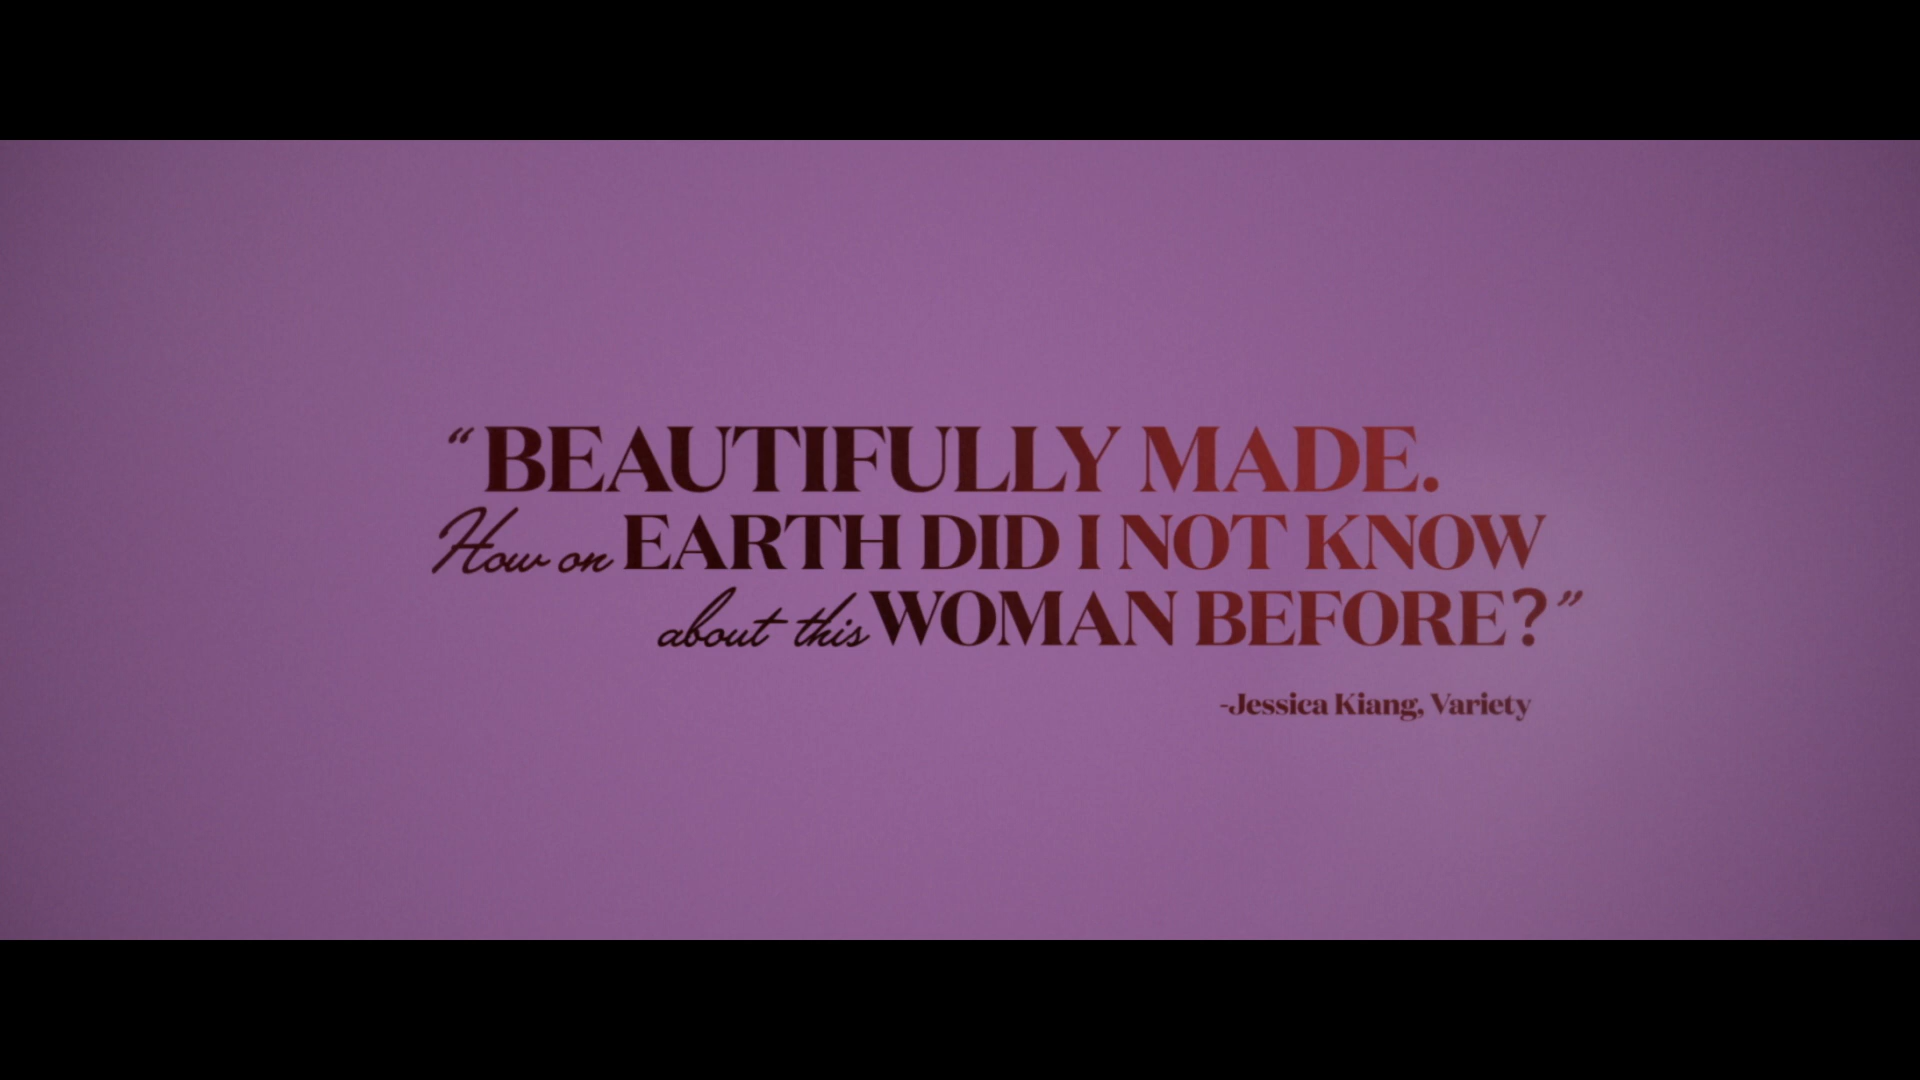 “BEAUTIFULLY MADE.
How on EARTH DID I NOT KNOW
about this WOMAN BEFORE?”
-Jessica Kiang, Variety